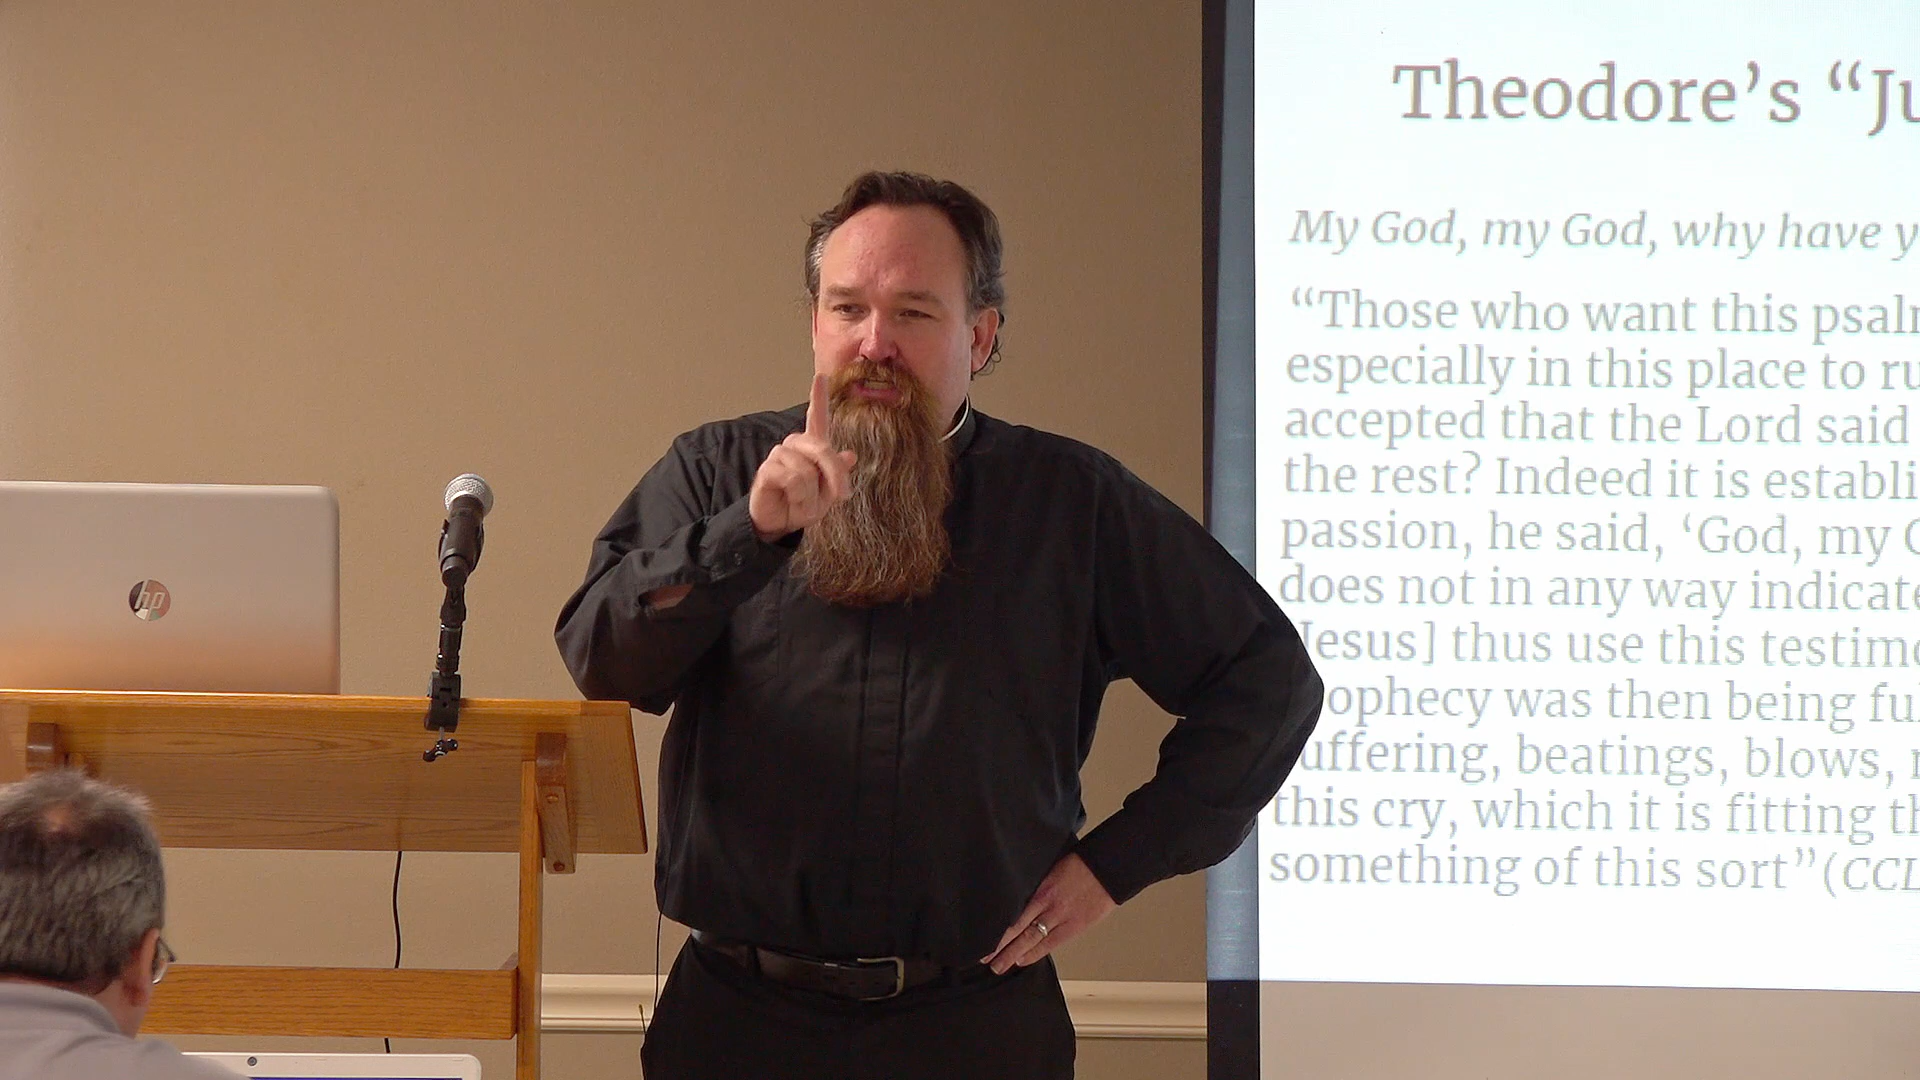 Theodore's "Ju
My God, my God, why have y
"Those who want this psalm
especially in this place to ru
accepted that the Lord said
the rest? Indeed it is establi
passion, he said, 'God, my G
does not in any way indicate
Jesus] thus use this testimo
ophecy was then being ful
uffering, beatings, blows,
this cry, which it is fitting th
something of this sort"(CCL
hp